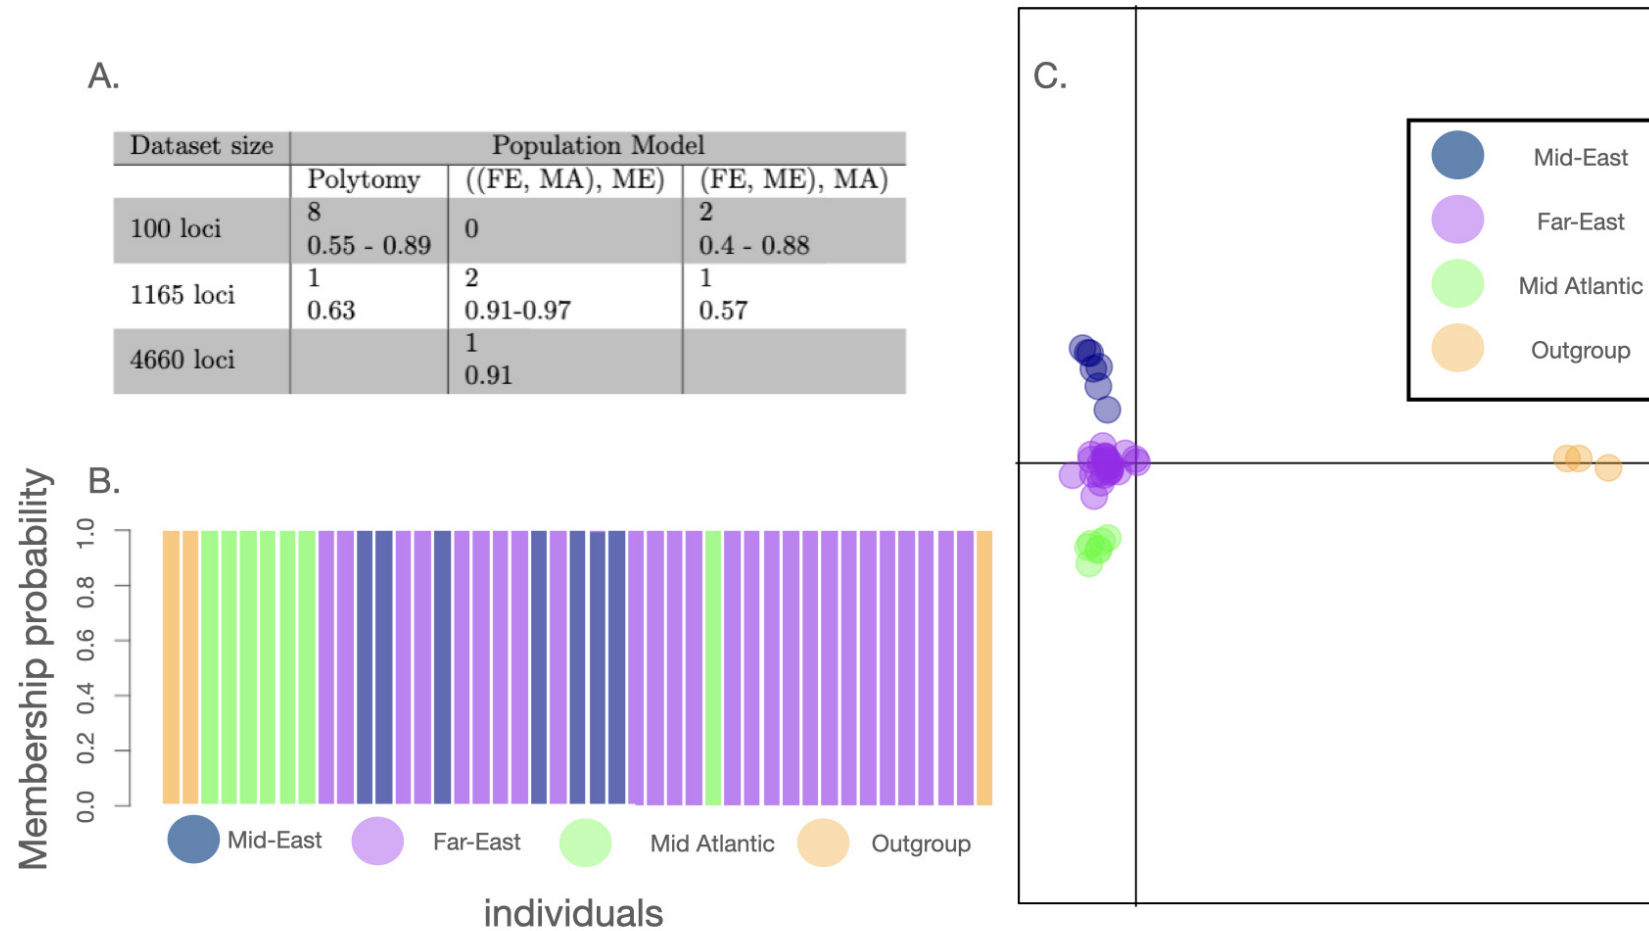 A.
Dataset size Population Model
Polytomy ((FE, MA), ME) (FE, ME), MA)
100 loci 8 0 2
0.55 - 0.89 0.4 - 0.88
1165 loci 1 2 1
0.63 0.91-0.97 0.57
4660 loci 1
0.91
B.
Membership probability
1.0
0.8
0.6
0.4
0.2
0.0
Mid-East Far-East Mid Atlantic Outgroup
individuals
C.
Mid-East
Far-East
Mid Atlantic
Outgroup